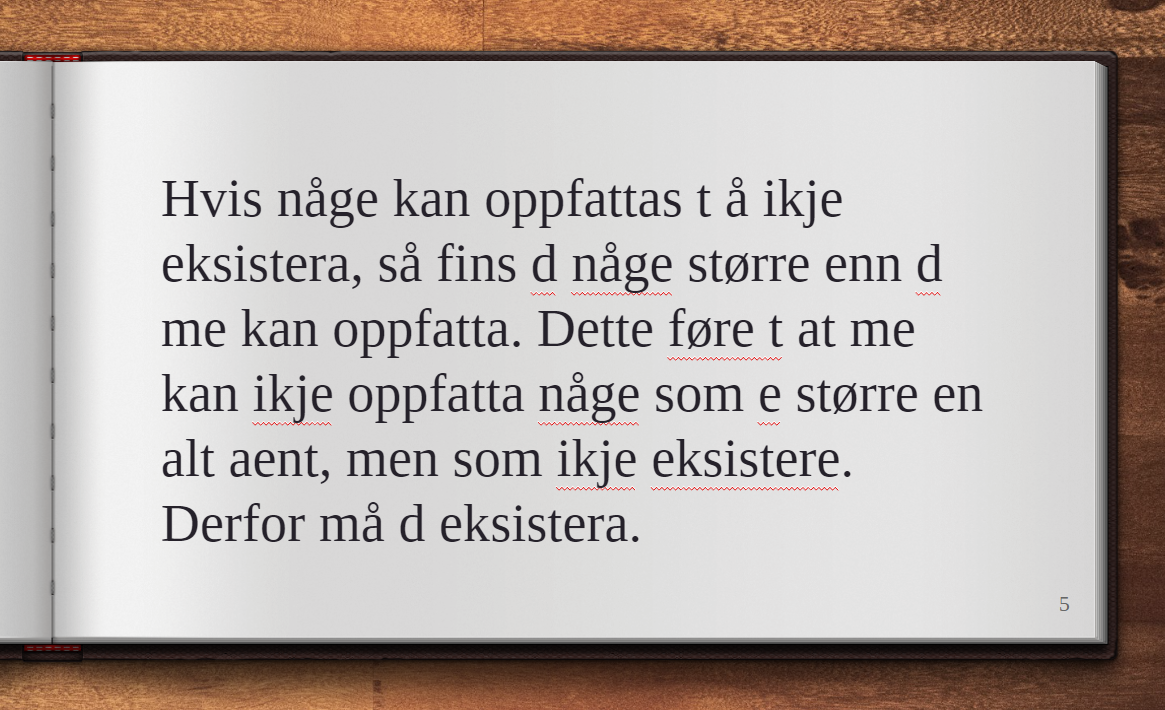 Hvis någe kan oppfattas t å ikje
eksistera, så fins d någe større enn d
me kan oppfatta. Dette føre t at me
kan ikje oppfatta någe som e større en
alt aent, men som ikje eksistere.
Derfor må d eksistera.
5